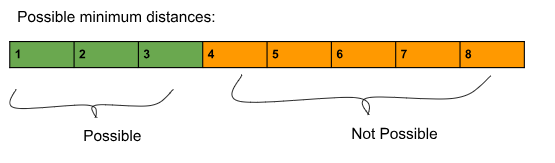 Possible minimum distances:
1 2 3 4 5 6 7 8
Possible
Not Possible